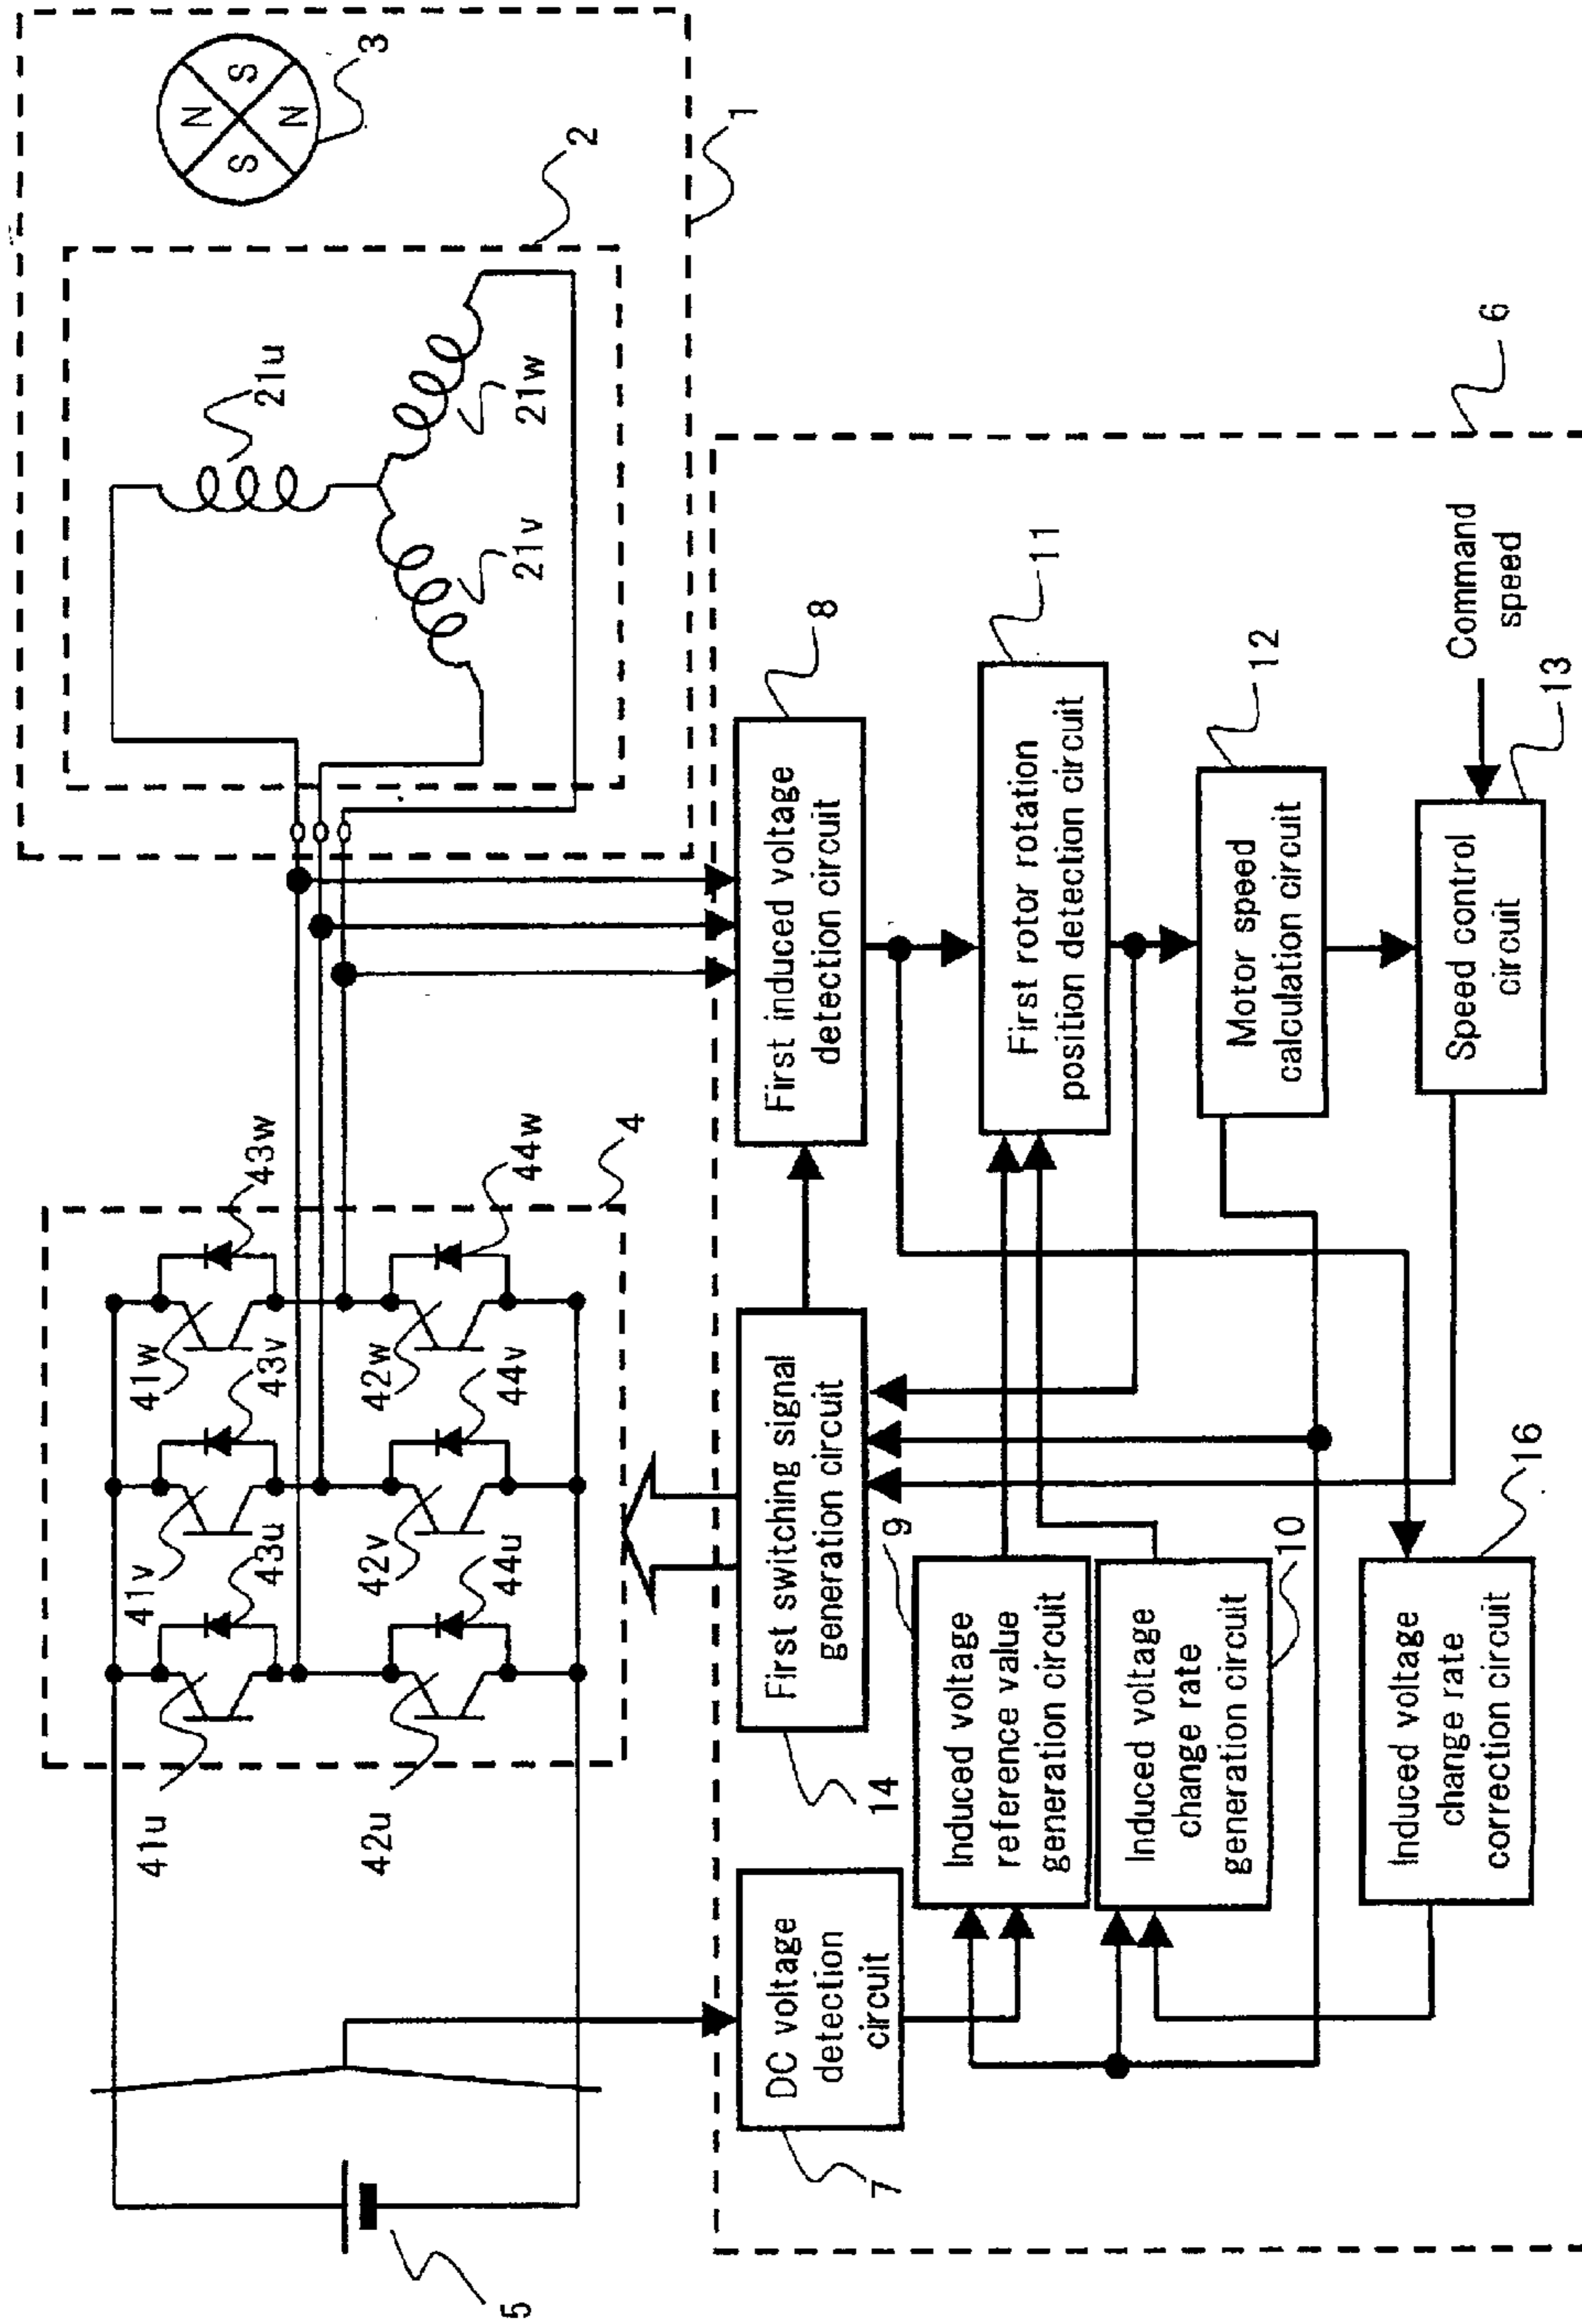 5
41u
41v
41w
43u
43v
43w
42u
42v
42w
44u
44v
44w
4
21u
21v
21w
2
N
S
S
N
3
1
6
DC voltage
detection
circuit
7
First switching signal
generation circuit
14
First induced voltage
detection circuit
8
Induced voltage
reference value
generation circuit
9
Induced voltage
change rate
generation circuit
10
First rotor rotation
position detection circuit
11
Motor speed
calculation circuit
12
Induced voltage
change rate
correction circuit
16
Speed control
circuit
13
Command
speed